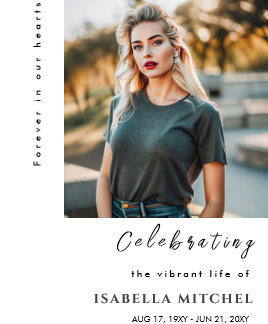 Forever in our hearts
Celebrating
the vibrant life of
ISABELLA MITCHEL
AUG 17, 19XY - JUN 21, 20XY